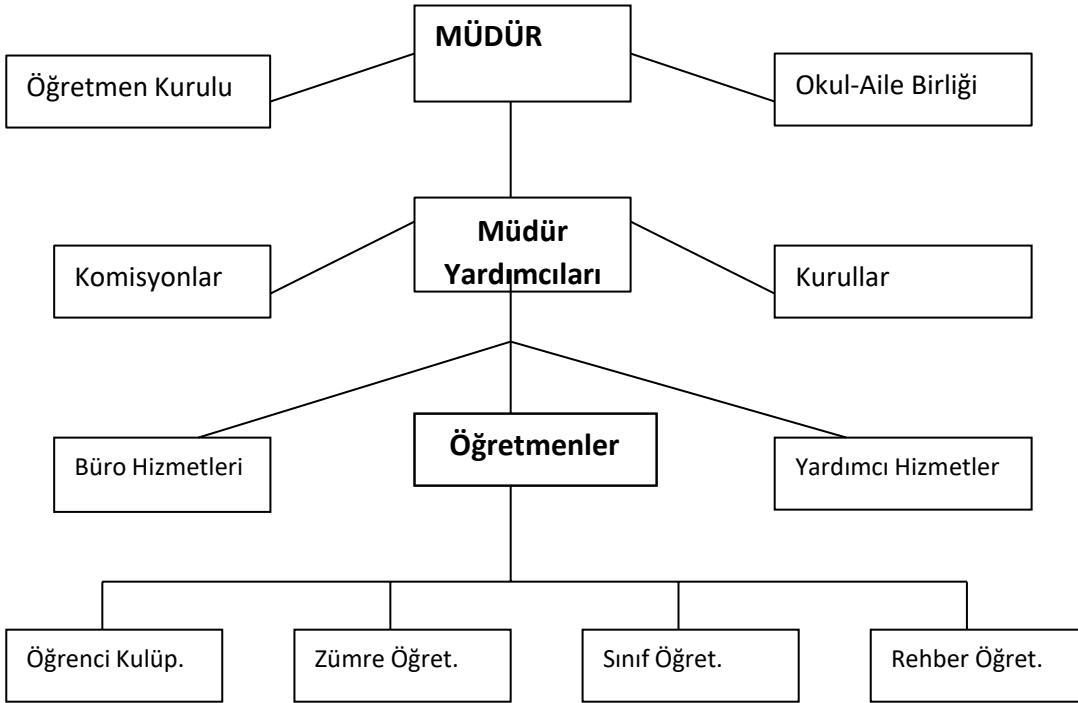 MÜDÜR
Öğretmen Kurulu
Okul-Aile Birliği
Müdür
Yardımcıları
Komisyonlar
Kurullar
Öğretmenler
Büro Hizmetleri
Yardımcı Hizmetler
Öğrenci Kulüp.
Zümre Öğret.
Sınıf Öğret.
Rehber Öğret.